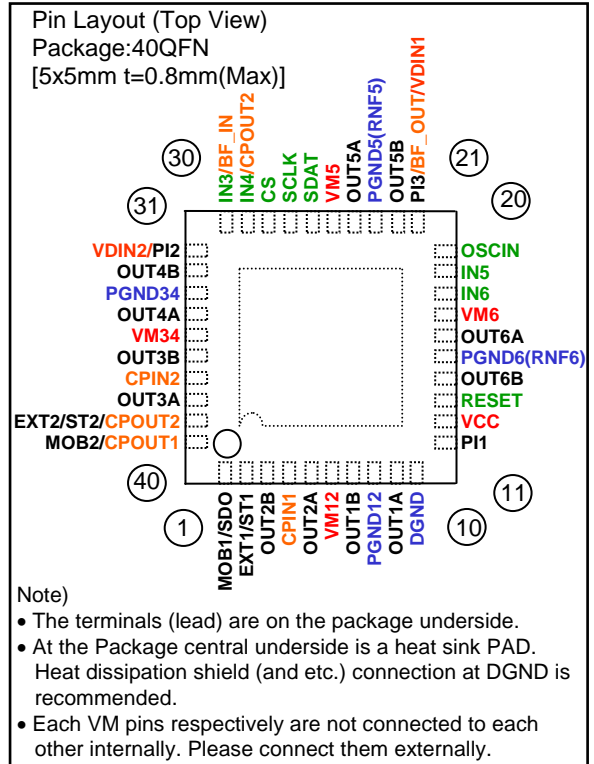 Pin Layout (Top View)
Package:40QFN
[5x5mm t=0.8mm(Max)]
30
IN3/BF_IN
IN4/CPOUT2
CS
SCLK
SDAT
VM5
OUT5A
PGND5(RNF5)
OUT5B
PI3/BF_OUT/VDIN1
21
31
20
VDIN2/PI2
OUT4B
PGND34
OUT4A
VM34
OUT3B
CPIN2
OUT3A
EXT2/ST2/CPOUT2
MOB2/CPOUT1
OSCIN
IN5
IN6
VM6
OUT6A
PGND6(RNF6)
OUT6B
RESET
VCC
PI1
40
11
1
MOB1/SDO
EXT1/ST1
OUT2B
CPIN1
OUT2A
VM12
OUT1B
PGND12
OUT1A
DGND
10
Note)
• The terminals (lead) are on the package underside.
• At the Package central underside is a heat sink PAD.
Heat dissipation shield (and etc.) connection at DGND is
recommended.
• Each VM pins respectively are not connected to each
other internally. Please connect them externally.